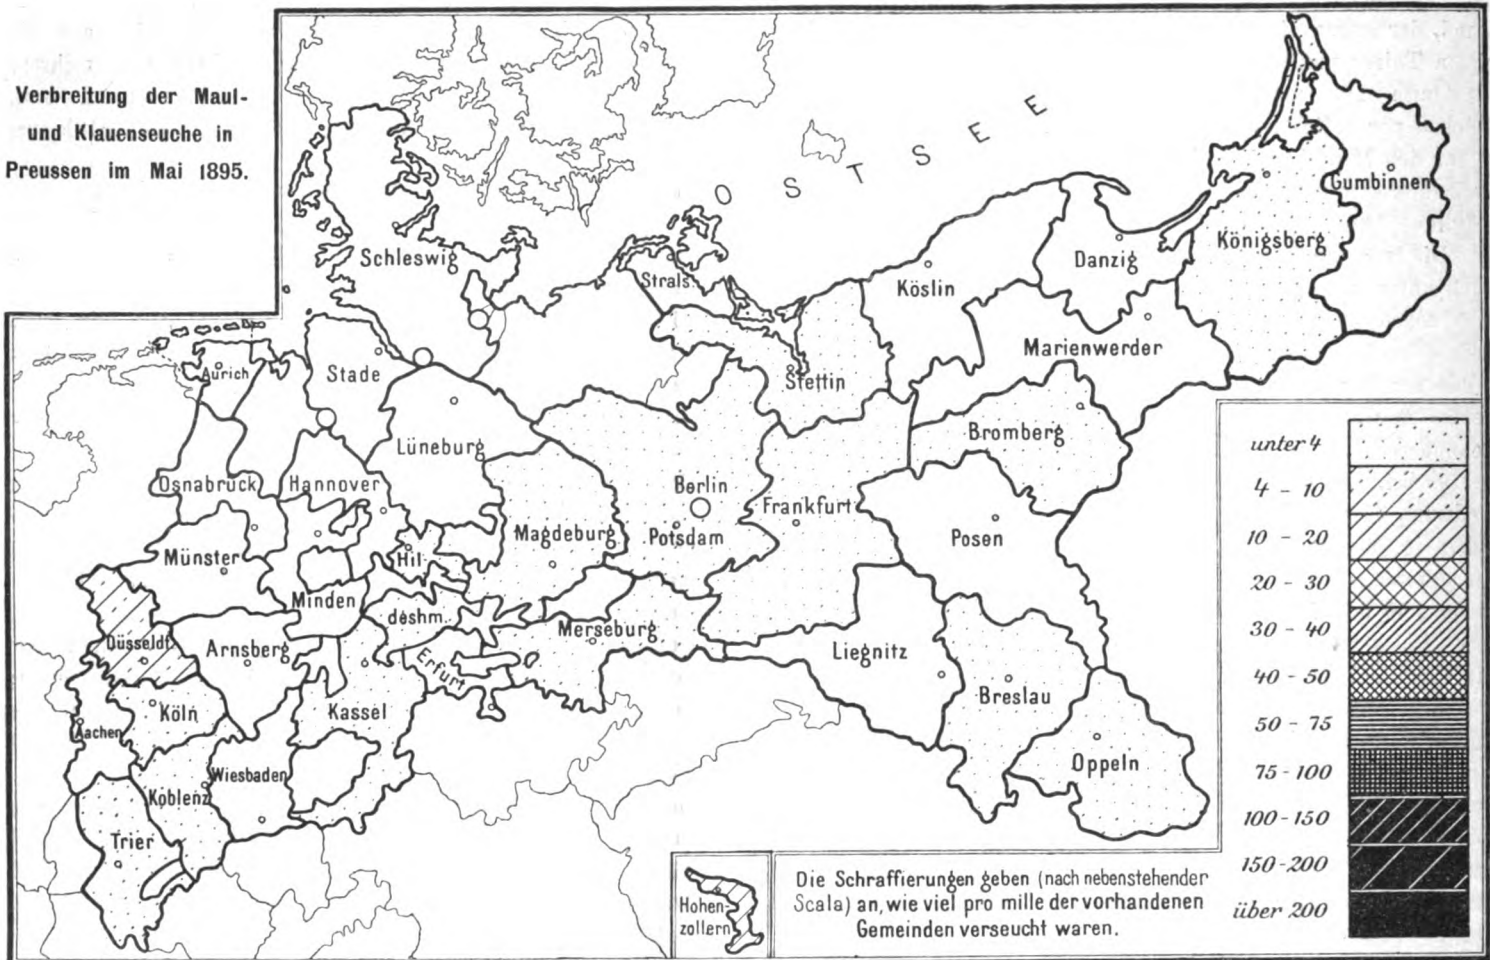 Verbreitung der Maul-
und Klauenseuche in
Preussen im Mai 1895.
O S T S E E
Gumbinnen
Königsberg
Danzig
Schleswig
Strals.
Köslin
Marienwerder
Aurich
Stade
Stettin
Bromberg
Lüneburg
Osnabrück
Hannover
Berlin
Frankfurt
Magdeburg
Potsdam
Posen
Münster
Hil-
Minden
deshm.
Merseburg
Düsseldf.
Arnsberg
Erfurt
Liegnitz
Breslau
Köln
Kassel
Aachen
Wiesbaden
Koblenz
Oppeln
Trier
Hohen-
zollern
Die Schraffierungen geben (nach nebenstehender
Scala) an, wie viel pro mille der vorhandenen
Gemeinden verseucht waren.
unter 4
4 - 10
10 - 20
20 - 30
30 - 40
40 - 50
50 - 75
75 - 100
100 - 150
150 - 200
über 200